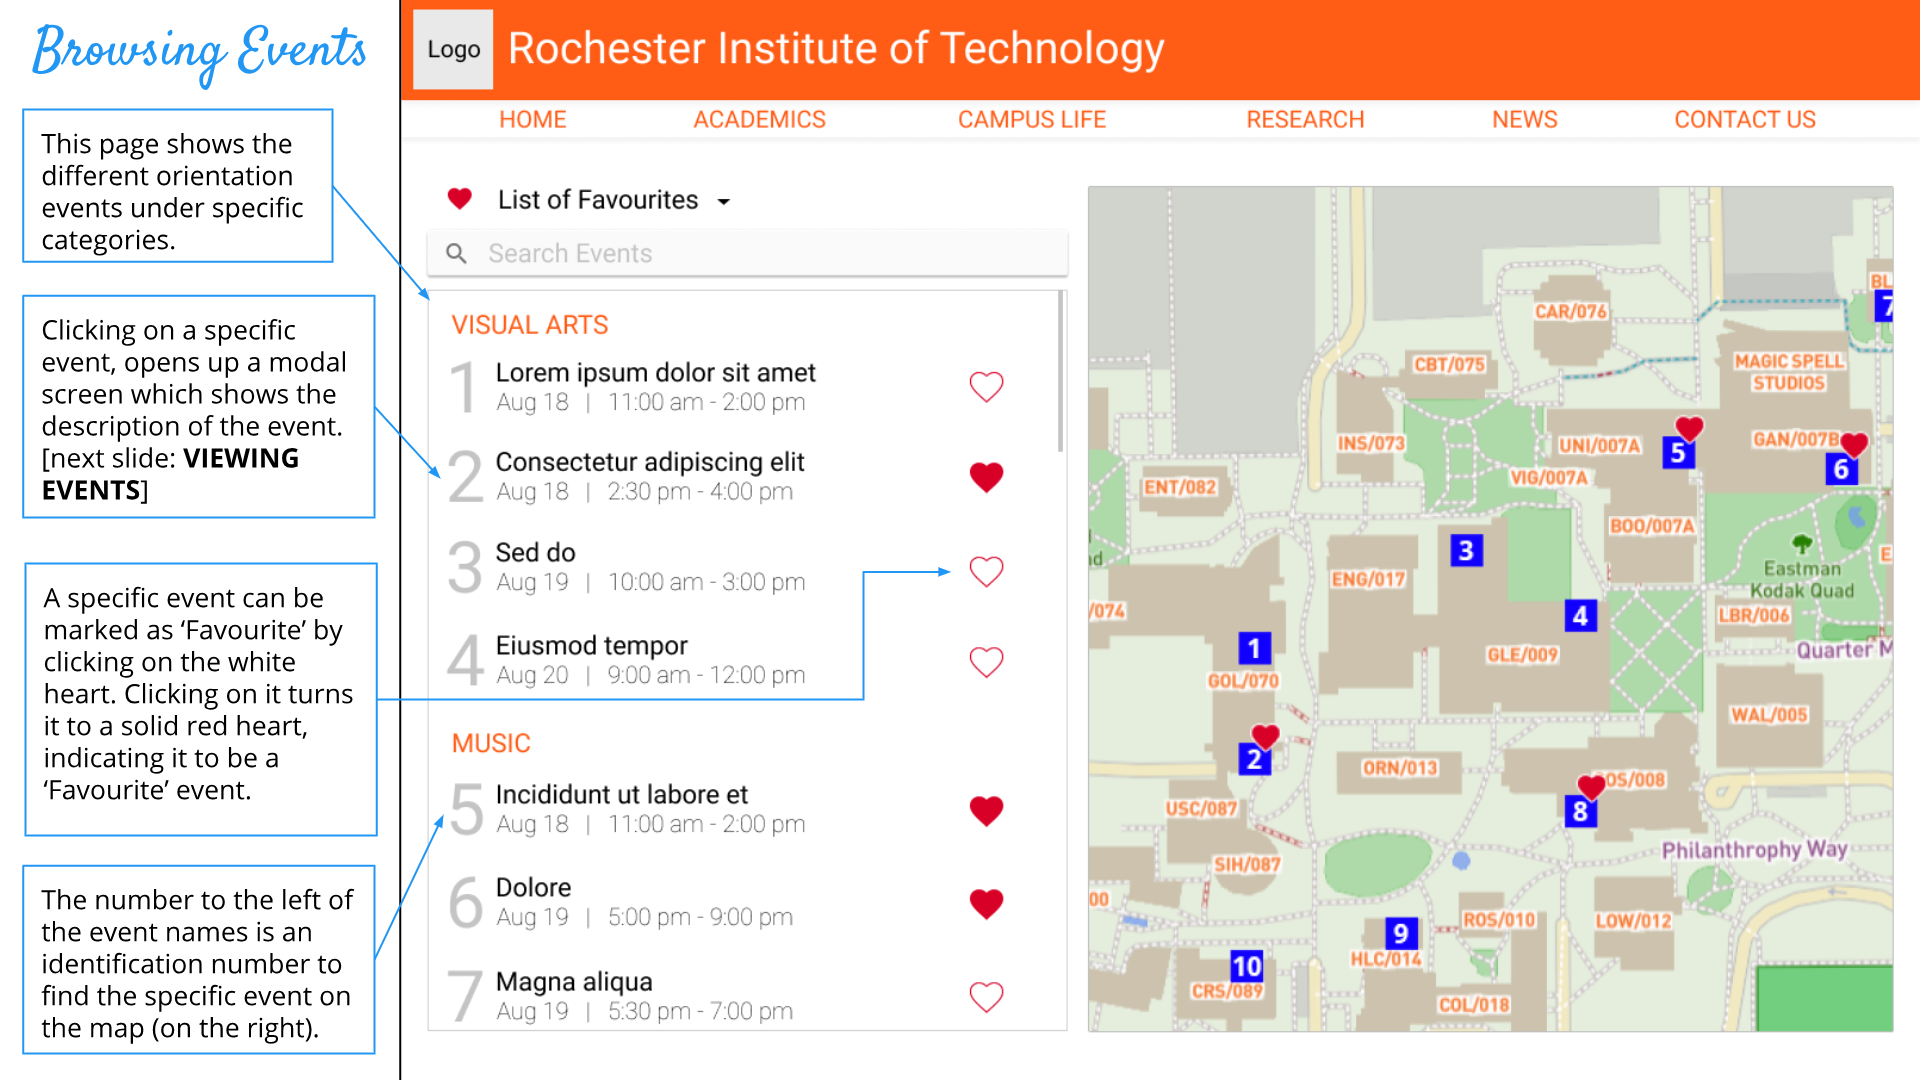 Browsing Events
This page shows the
different orientation
events under specific
categories.
Clicking on a specific
event, opens up a modal
screen which shows the
description of the event.
[next slide: VIEWING
EVENTS]
A specific event can be
marked as ‘Favourite’ by
clicking on the white
heart. Clicking on it turns
it to a solid red heart,
indicating it to be a
‘Favourite’ event.
The number to the left of
the event names is an
identification number to
find the specific event on
the map (on the right).
Logo
Rochester Institute of Technology
HOME ACADEMICS CAMPUS LIFE RESEARCH NEWS CONTACT US
List of Favourites
Search Events
VISUAL ARTS
1 Lorem ipsum dolor sit amet
Aug 18 | 11:00 am - 2:00 pm
2 Consectetur adipiscing elit
Aug 18 | 2:30 pm - 4:00 pm
3 Sed do
Aug 19 | 10:00 am - 3:00 pm
4 Eiusmod tempor
Aug 20 | 9:00 am - 12:00 pm
MUSIC
5 Incididunt ut labore et
Aug 18 | 11:00 am - 2:00 pm
6 Dolore
Aug 19 | 5:00 pm - 9:00 pm
7 Magna aliqua
Aug 19 | 5:30 pm - 7:00 pm
BL
7
CAR/076
CBT/075
MAGIC SPELL
STUDIOS
INS/073
UNI/007A
5
GAN/007B
6
VIG/007A
ENT/082
BOO/007A
3
Eastman
Kodak Quad
ENG/017
/074
4
LBR/006
1
GLE/009
Quarter M
GOL/070
WAL/005
2
ORN/013
OS/008
USC/087
8
Philanthrophy Way
SIH/087
00
ROS/010
LOW/012
9
HLC/014
10
CRS/089
COL/018